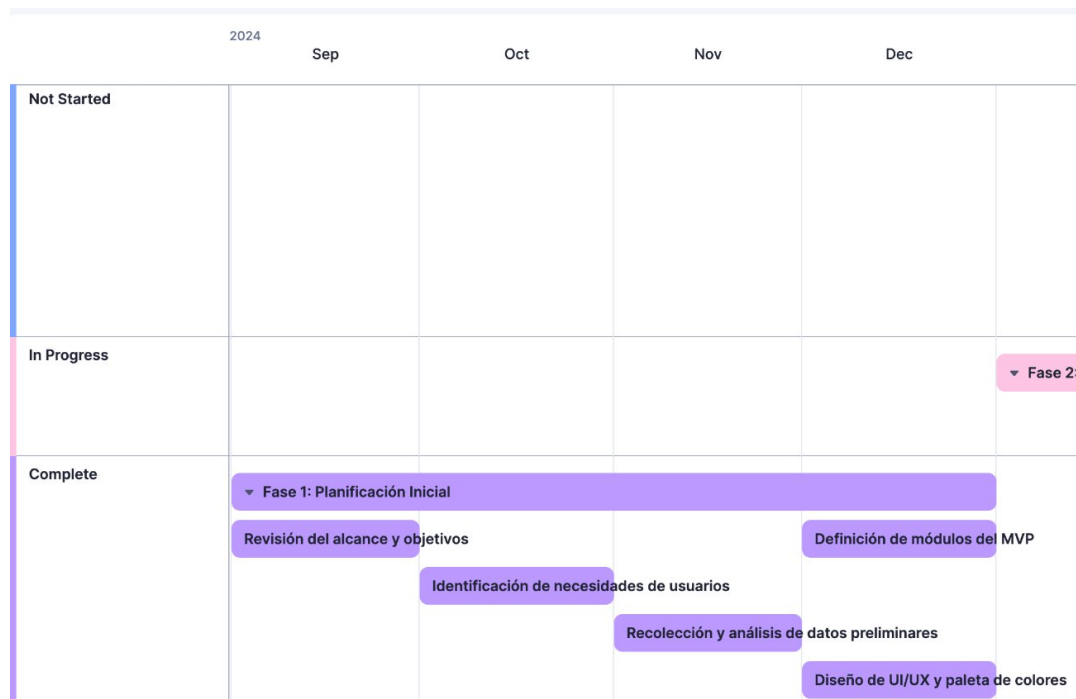 2024
Sep Oct Nov Dec
Not Started
In Progress
Fase 2:
Complete
Fase 1: Planificación Inicial
Revisión del alcance y objetivos
Definición de módulos del MVP
Identificación de necesidades de usuarios
Recolección y análisis de datos preliminares
Diseño de UI/UX y paleta de colores